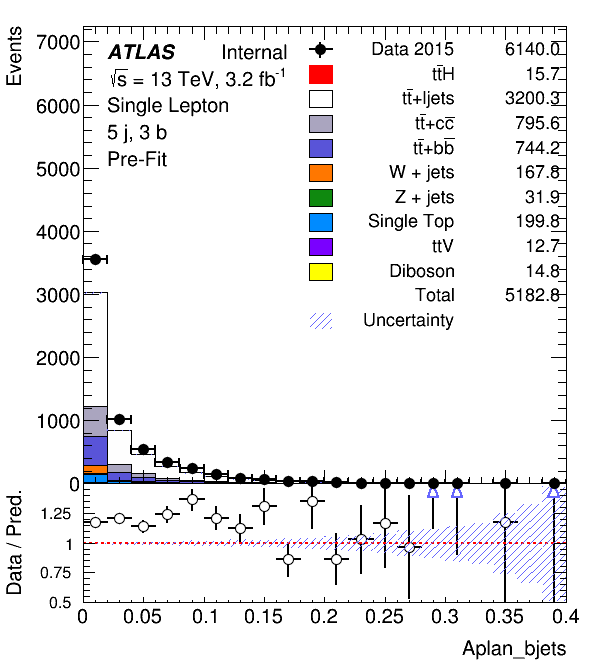 ATLAS Internal
√s = 13 TeV, 3.2 fb⁻¹
Single Lepton
5 j, 3 b
Pre-Fit
Data 2015 6140.0
tt̄H 15.7
tt̄+ljets 3200.3
tt̄+cc̄ 795.6
tt̄+bb̄ 744.2
W + jets 167.8
Z + jets 31.9
Single Top 199.8
ttV 12.7
Diboson 14.8
Total 5182.8
Uncertainty
Events
7000
6000
5000
4000
3000
2000
1000
0
Data / Pred.
1.25
1
0.75
0.5
0 0.05 0.1 0.15 0.2 0.25 0.3 0.35 0.4
Aplan_bjets